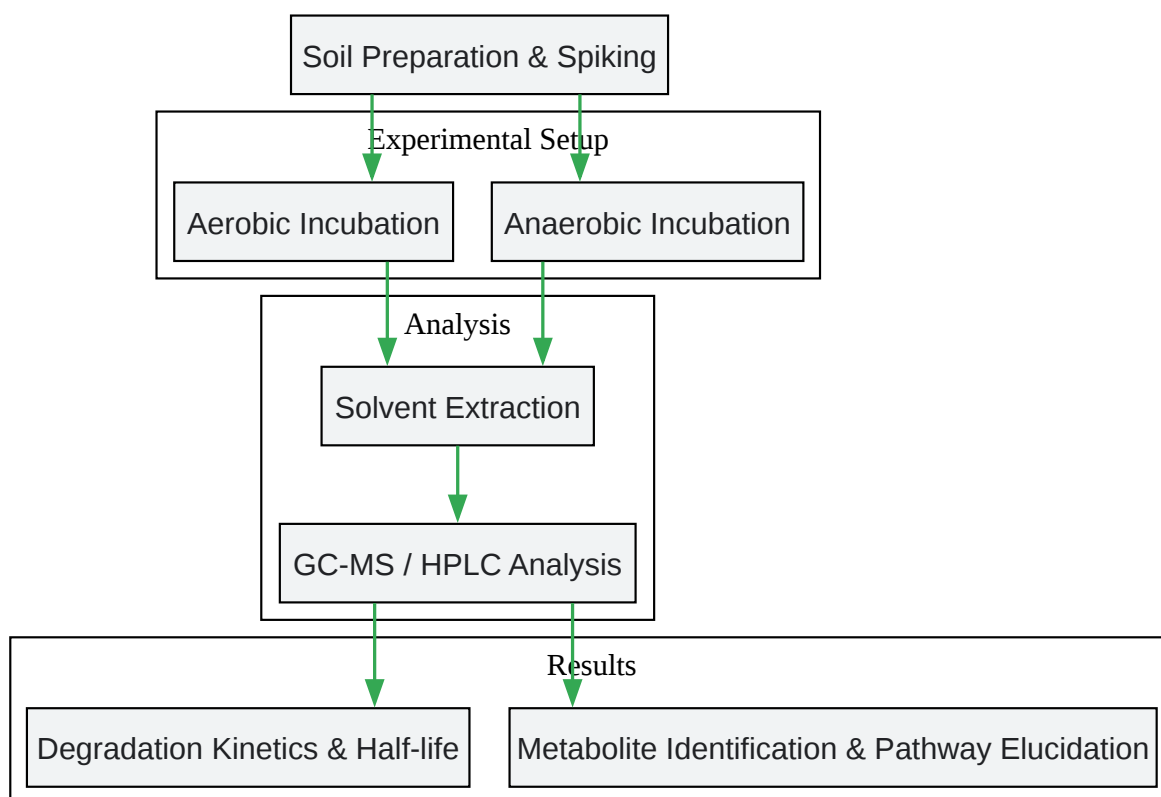 Soil Preparation & Spiking
Experimental Setup
Aerobic Incubation
Anaerobic Incubation
Analysis
Solvent Extraction
GC-MS / HPLC Analysis
Results
Degradation Kinetics & Half-life
Metabolite Identification & Pathway Elucidation